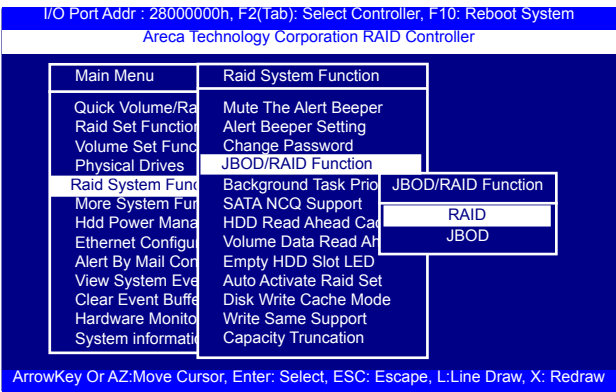 I/O Port Addr : 28000000h, F2(Tab): Select Controller, F10: Reboot System
Areca Technology Corporation RAID Controller
Main Menu
Quick Volume/Ra
Raid Set Function
Volume Set Func
Physical Drives
Raid System Func
More System Fun
Hdd Power Mana
Ethernet Configu
Alert By Mail Con
View System Eve
Clear Event Buffe
Hardware Monito
System informatio
Raid System Function
Mute The Alert Beeper
Alert Beeper Setting
Change Password
JBOD/RAID Function
Background Task Prio
SATA NCQ Support
HDD Read Ahead Cac
Volume Data Read Ah
Empty HDD Slot LED
Auto Activate Raid Set
Disk Write Cache Mode
Write Same Support
Capacity Truncation
JBOD/RAID Function
RAID
JBOD
ArrowKey Or AZ:Move Cursor, Enter: Select, ESC: Escape, L:Line Draw, X: Redraw